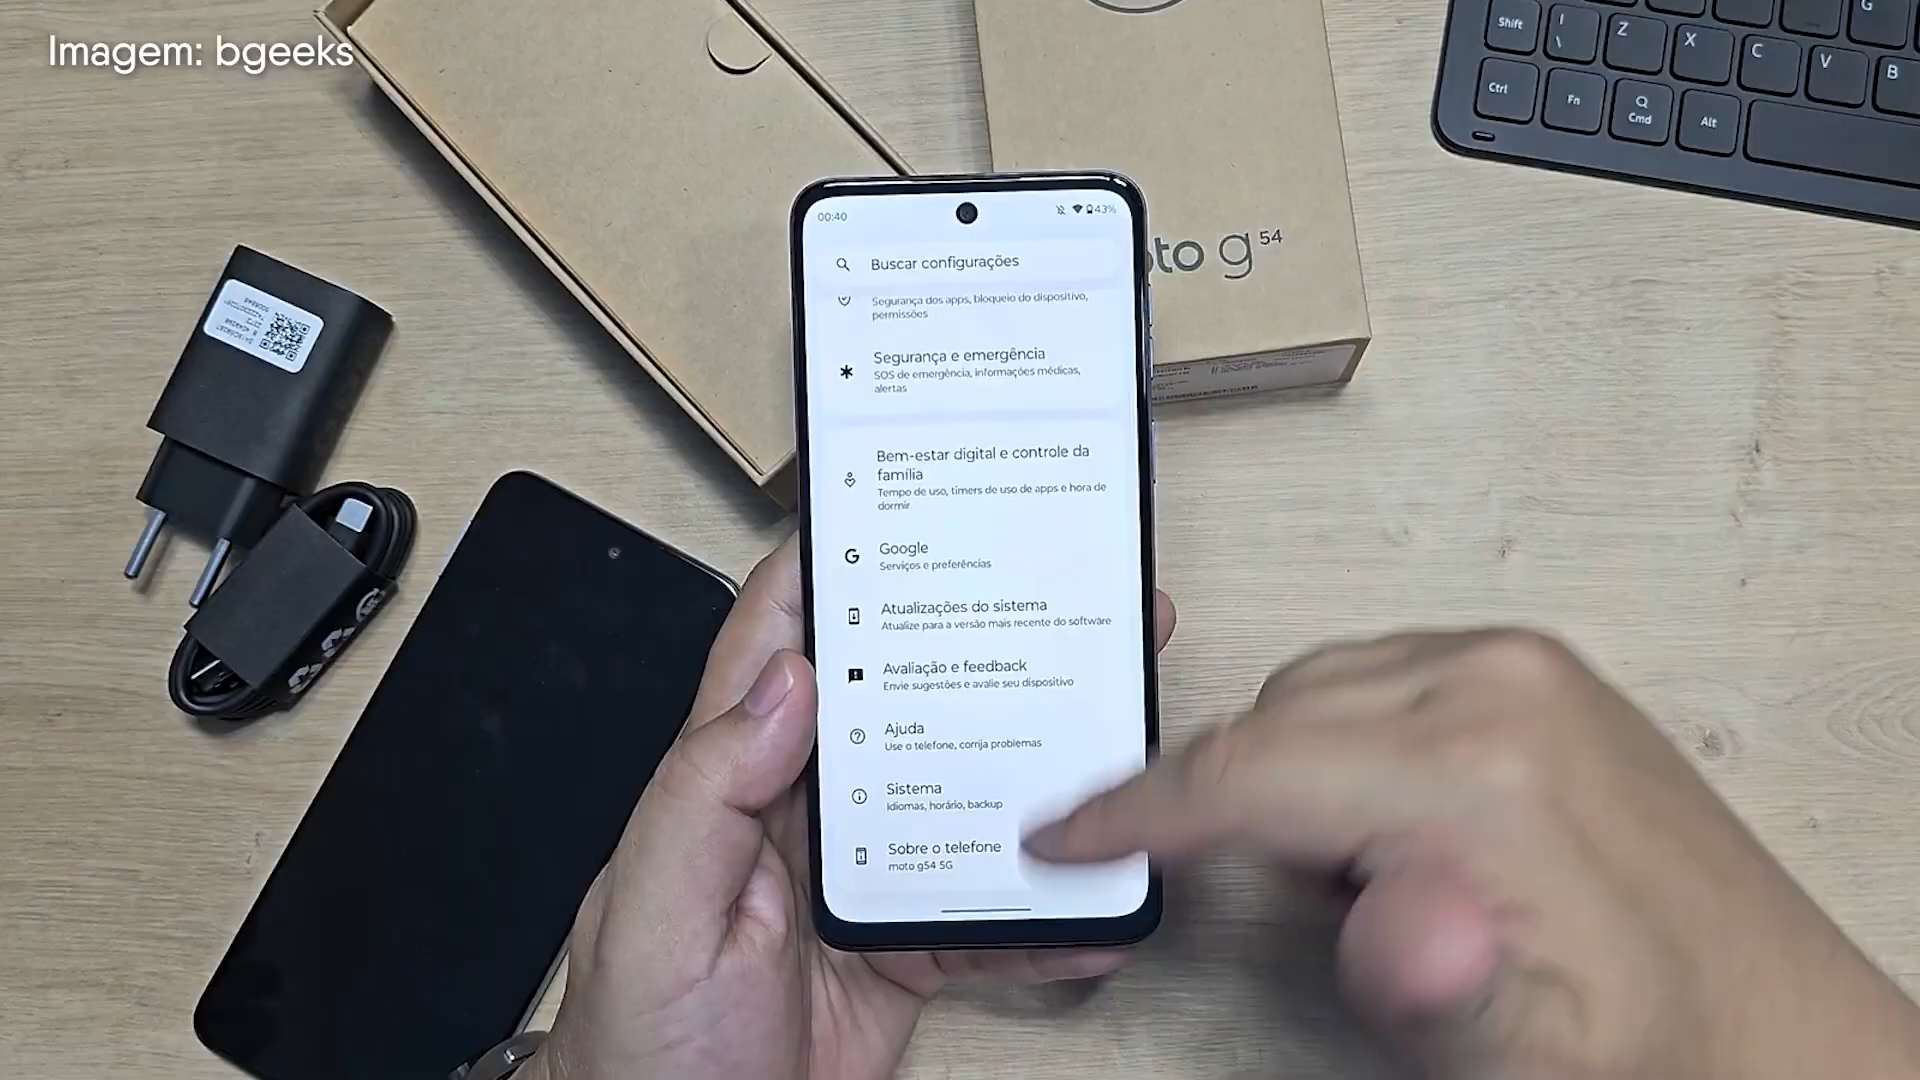 Imagem: bgeeks
Shift
I
\
Z
X
C
V
B
G
Ctrl
Fn
Q
Cmd
Alt
to g 54
00:40
43%
Buscar configurações
Segurança dos apps, bloqueio do dispositivo,
permissões
Segurança e emergência
SOS de emergência, informações médicas,
alertas
Bem-estar digital e controle da
família
Tempo de uso, timers de uso de apps e hora de
dormir
Google
Serviços e preferências
Atualizações do sistema
Atualize para a versão mais recente do software
Avaliação e feedback
Envie sugestões e avalie seu dispositivo
Ajuda
Use o telefone, corrija problemas
Sistema
Idiomas, horário, backup
Sobre o telefone
moto g54 5G